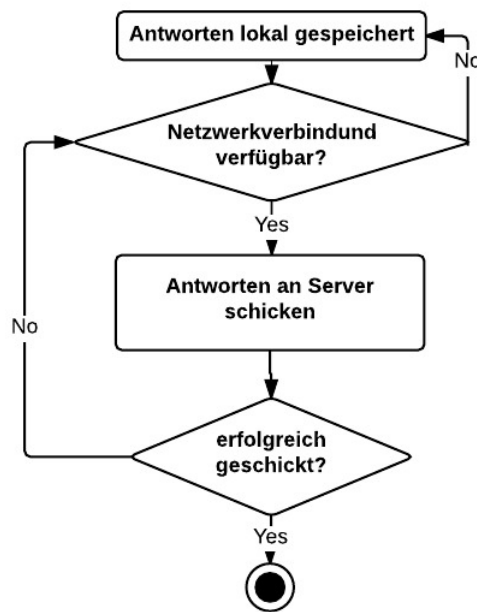 Antworten lokal gespeichert
No
Netzwerkverbindund
verfügbar?
Yes
Antworten an Server
schicken
No
erfolgreich
geschickt?
Yes